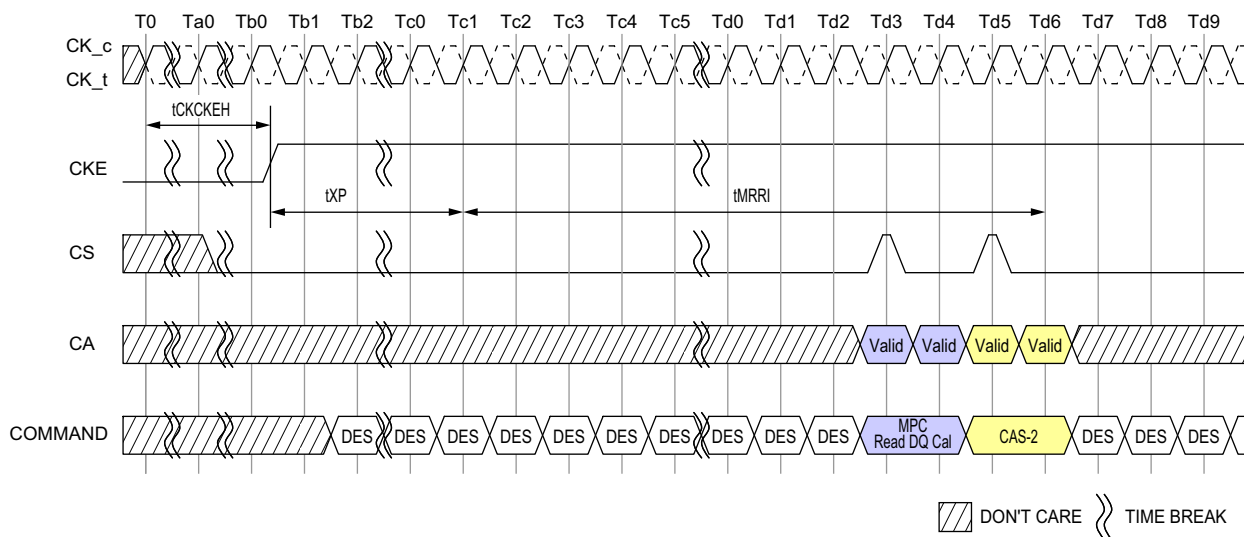 T0 Ta0 Tb0 Tb1 Tb2 Tc0 Tc1 Tc2 Tc3 Tc4 Tc5 Td0 Td1 Td2 Td3 Td4 Td5 Td6 Td7 Td8 Td9
CK_c
CK_t
tCKCKEH
CKE
tXP tMRRI
CS
CA Valid Valid Valid Valid
COMMAND DES DES DES DES DES DES DES DES DES DES MPC Read DQ Cal CAS-2 DES DES DES
DON'T CARE TIME BREAK